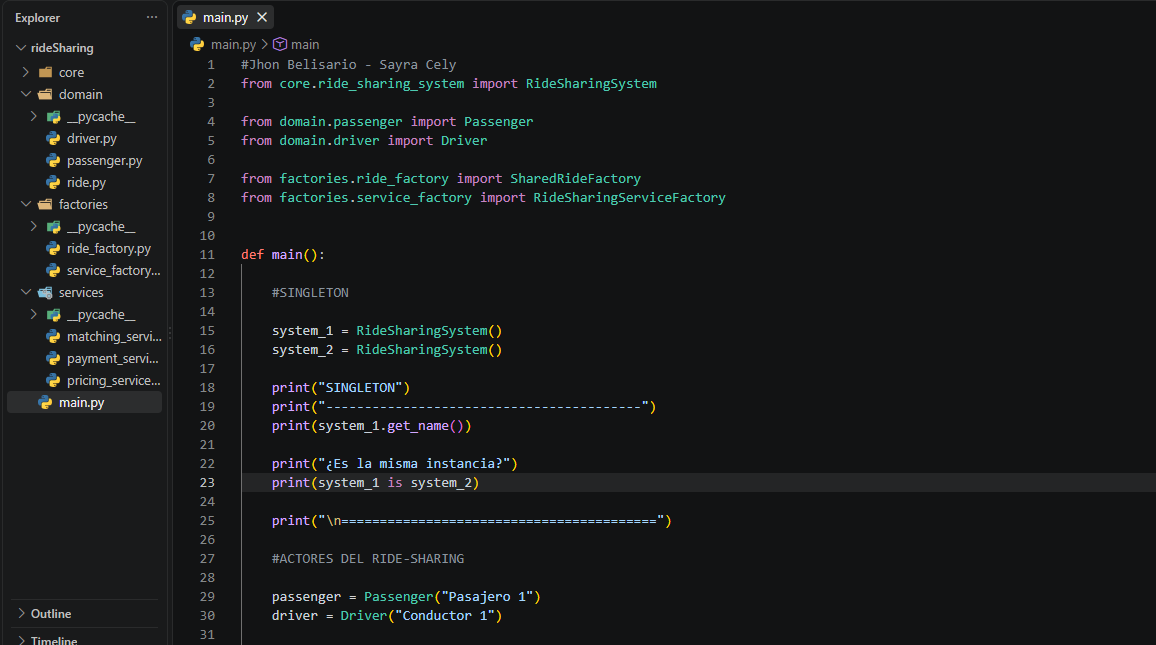 Explorer
rideSharing
core
domain
__pycache__
driver.py
passenger.py
ride.py
factories
__pycache__
ride_factory.py
service_factory...
services
__pycache__
matching_servi...
payment_servi...
pricing_service...
main.py
Outline
Timeline
main.py
main.py > main
1 #Jhon Belisario - Sayra Cely
2 from core.ride_sharing_system import RideSharingSystem
3
4 from domain.passenger import Passenger
5 from domain.driver import Driver
6
7 from factories.ride_factory import SharedRideFactory
8 from factories.service_factory import RideSharingServiceFactory
9
10
11 def main():
12
13 #SINGLETON
14
15 system_1 = RideSharingSystem()
16 system_2 = RideSharingSystem()
17
18 print("SINGLETON")
19 print("-----------------------------------------")
20 print(system_1.get_name())
21
22 print("¿Es la misma instancia?")
23 print(system_1 is system_2)
24
25 print("\n=========================================")
26
27 #ACTORES DEL RIDE-SHARING
28
29 passenger = Passenger("Pasajero 1")
30 driver = Driver("Conductor 1")
31